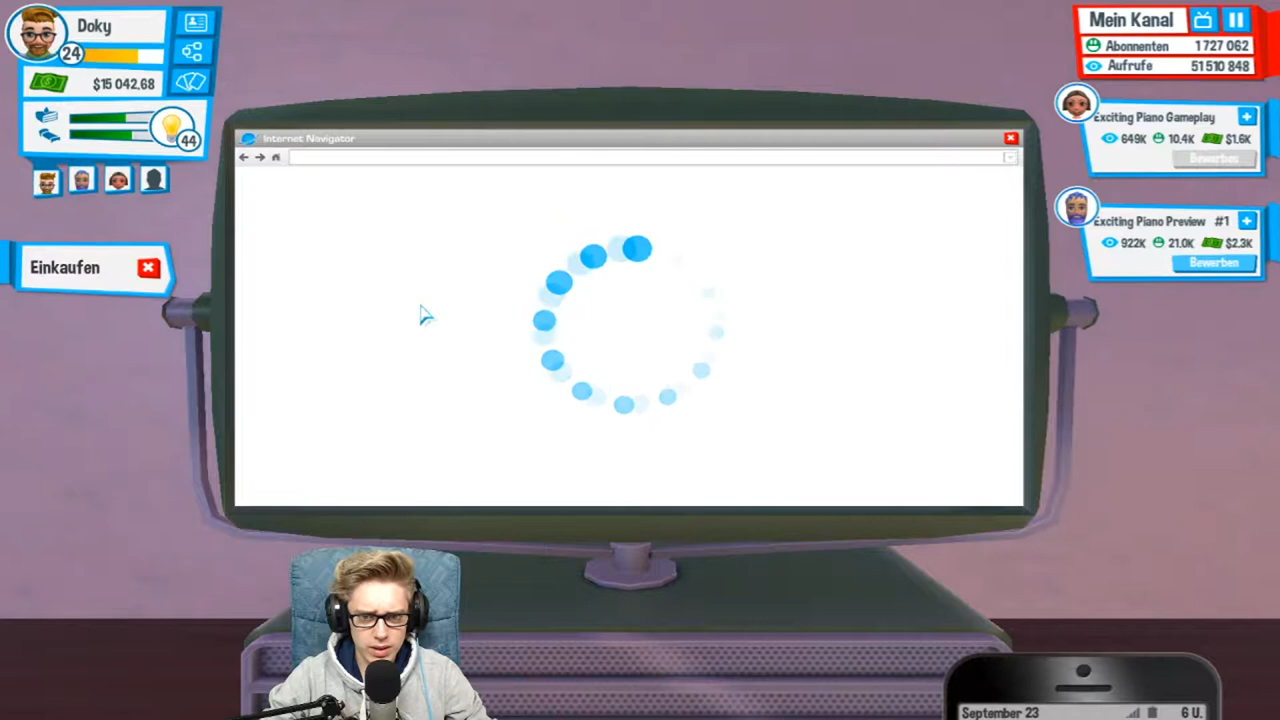 Doky
24
$15 042,68
44
Einkaufen
Internet Navigator
Mein Kanal
Abonnenten 1 727 062
Aufrufe 51 510 848
Exciting Piano Gameplay
649K 10.4K $1.6K
Bewerben
Exciting Piano Preview #1
922K 21.0K $2.3K
Bewerben
September 23 6 U.